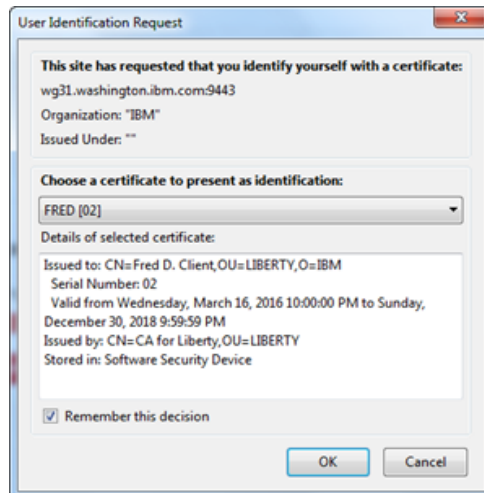 User Identification Request
This site has requested that you identify yourself with a certificate:
wg31.washington.ibm.com:9443
Organization: "IBM"
Issued Under: ""
Choose a certificate to present as identification:
FRED [02]
Details of selected certificate:
Issued to: CN=Fred D. Client,OU=LIBERTY,O=IBM
Serial Number: 02
Valid from Wednesday, March 16, 2016 10:00:00 PM to Sunday,
December 30, 2018 9:59:59 PM
Issued by: CN=CA for Liberty,OU=LIBERTY
Stored in: Software Security Device
Remember this decision
OK Cancel